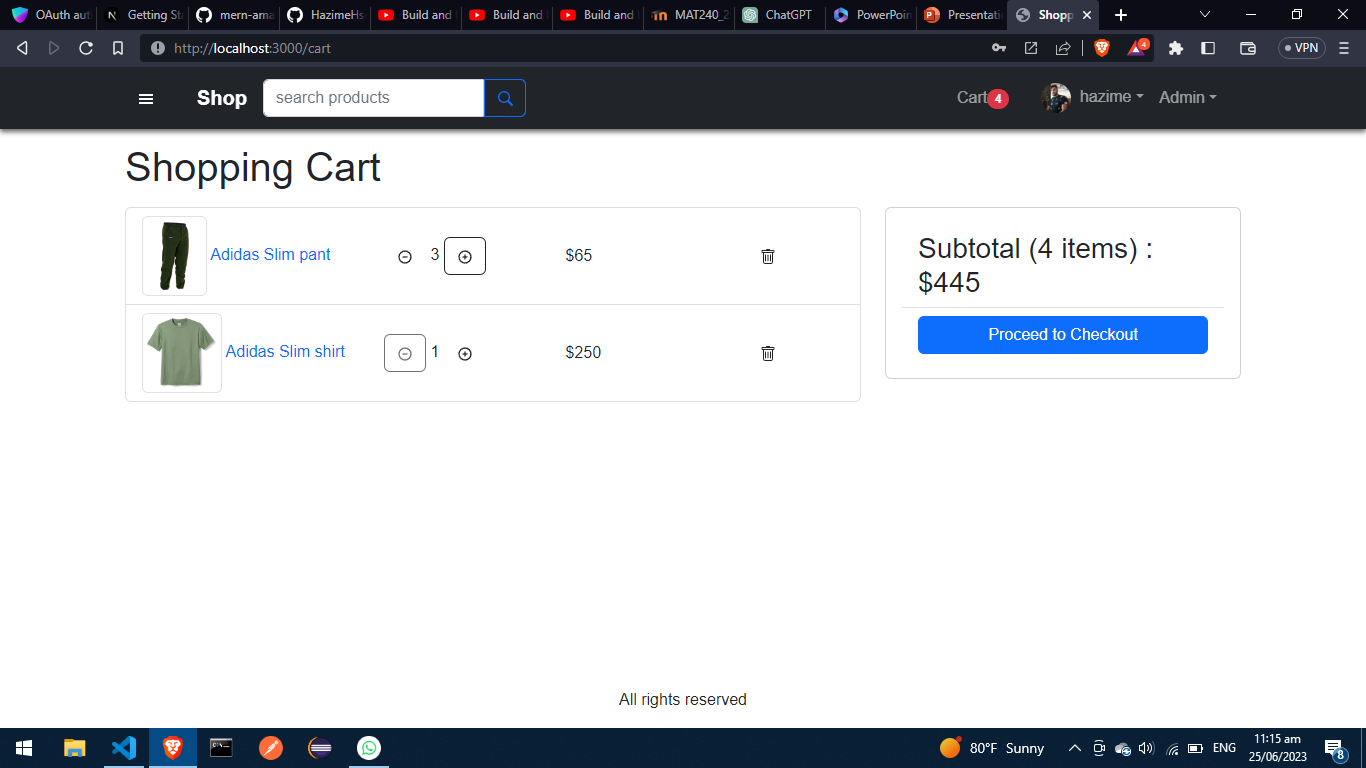 OAuth aut
Getting Sta
mern-ama
HazimeHs
Build and
Build and
Build and
MAT240_2
ChatGPT
PowerPoin
Presentatio
Shopp
http://localhost:3000/cart
4
VPN
Shop
search products
Cart 4
hazime
Admin
Shopping Cart
Adidas Slim pant
3
$65
Adidas Slim shirt
1
$250
Subtotal (4 items) :
$445
Proceed to Checkout
All rights reserved
80°F Sunny
ENG
11:15 am
25/06/2023
8